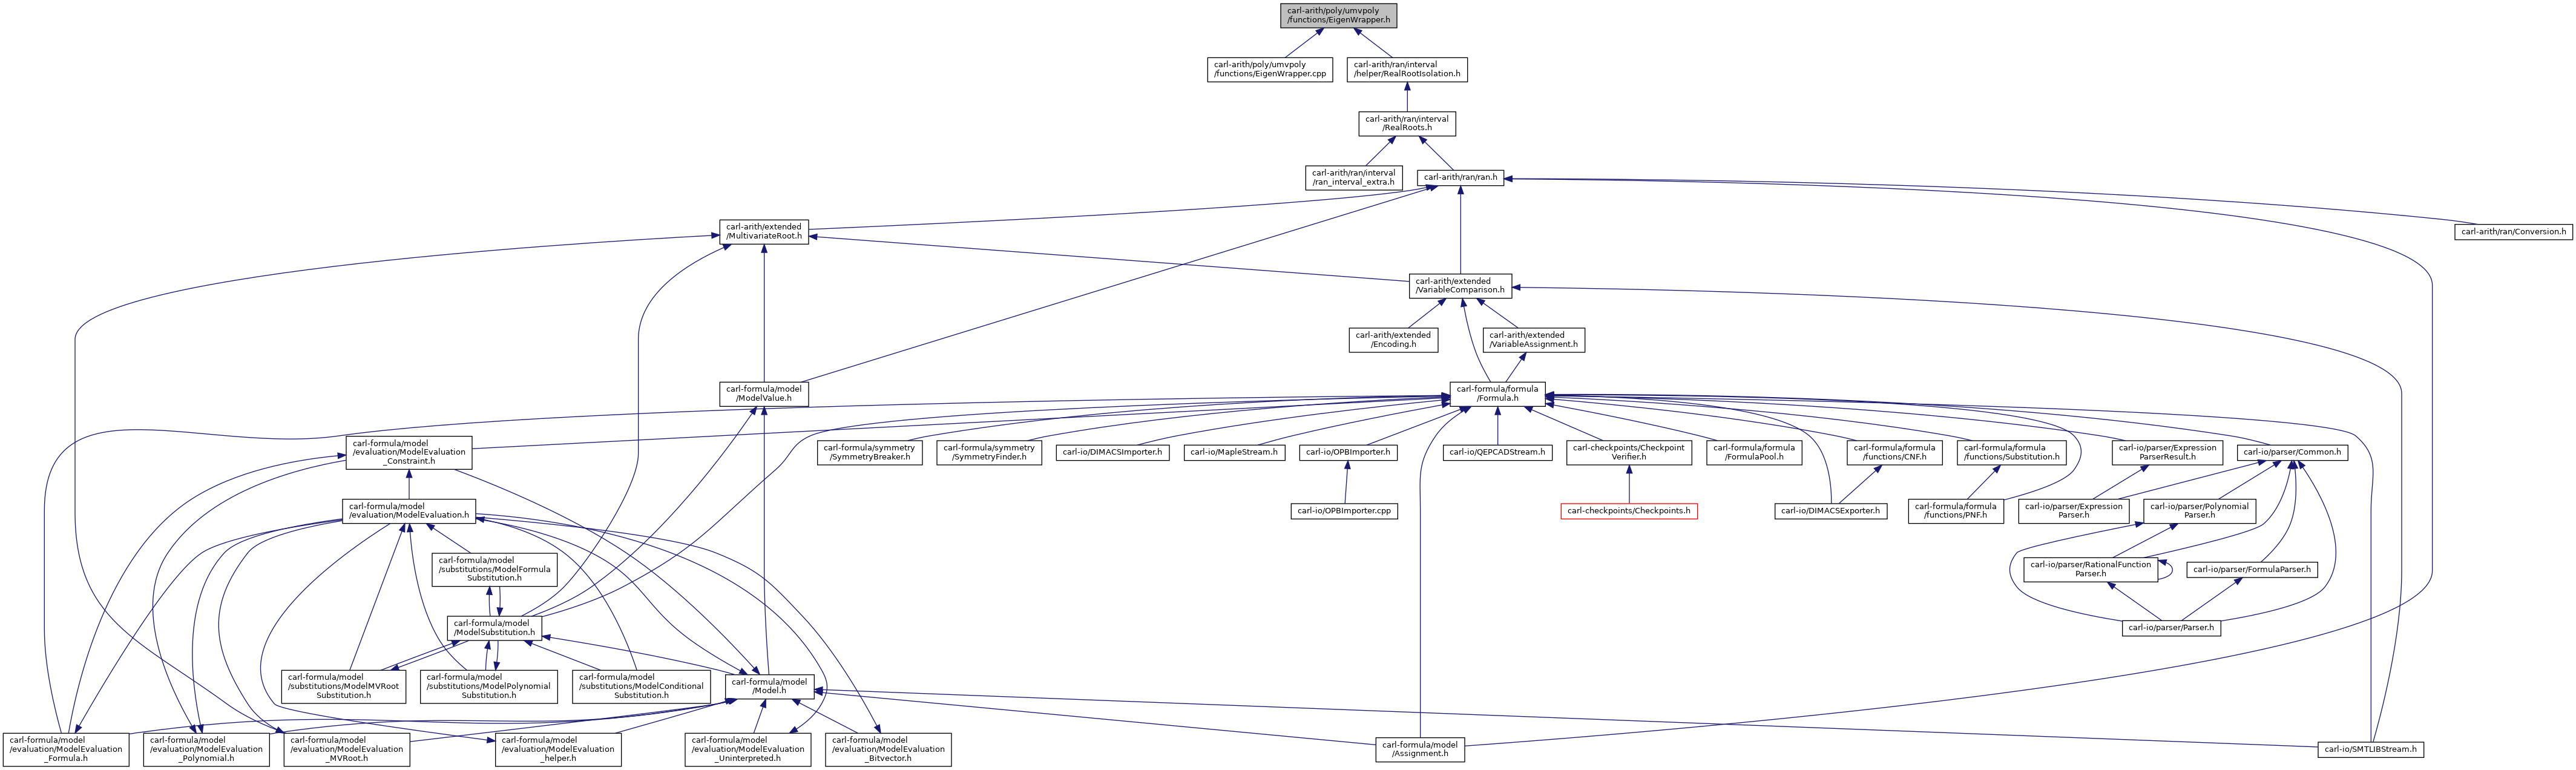 carl-arith/poly/umvpoly
/functions/EigenWrapper.h
carl-arith/poly/umvpoly
/functions/EigenWrapper.cpp
carl-arith/ran/interval
/helper/RealRootIsolation.h
carl-arith/ran/interval
/RealRoots.h
carl-arith/ran/interval
/ran_interval_extra.h
carl-arith/ran/ran.h
carl-arith/extended
/MultivariateRoot.h
carl-arith/ran/Conversion.h
carl-arith/extended
/VariableComparison.h
carl-arith/extended
/Encoding.h
carl-arith/extended
/VariableAssignment.h
carl-formula/model
/ModelValue.h
carl-formula/formula
/Formula.h
carl-formula/model
/evaluation/ModelEvaluation
_Constraint.h
carl-formula/symmetry
/SymmetryBreaker.h
carl-formula/symmetry
/SymmetryFinder.h
carl-io/DIMACSImporter.h
carl-io/MapleStream.h
carl-io/OPBImporter.h
carl-io/QEPCADStream.h
carl-checkpoints/Checkpoint
Verifier.h
carl-formula/formula
/FormulaPool.h
carl-formula/formula
/functions/CNF.h
carl-formula/formula
/functions/Substitution.h
carl-io/parser/Expression
ParserResult.h
carl-io/parser/Common.h
carl-formula/model
/evaluation/ModelEvaluation.h
carl-io/OPBImporter.cpp
carl-checkpoints/Checkpoints.h
carl-io/DIMACSExporter.h
carl-formula/formula
/functions/PNF.h
carl-io/parser/Expression
Parser.h
carl-io/parser/Polynomial
Parser.h
carl-formula/model
/substitutions/ModelFormula
Substitution.h
carl-io/parser/RationalFunction
Parser.h
carl-io/parser/FormulaParser.h
carl-formula/model
/ModelSubstitution.h
carl-io/parser/Parser.h
carl-formula/model
/substitutions/ModelMVRoot
Substitution.h
carl-formula/model
/substitutions/ModelPolynomial
Substitution.h
carl-formula/model
/substitutions/ModelConditional
Substitution.h
carl-formula/model
/Model.h
carl-formula/model
/evaluation/ModelEvaluation
_Formula.h
carl-formula/model
/evaluation/ModelEvaluation
_Polynomial.h
carl-formula/model
/evaluation/ModelEvaluation
_MVRoot.h
carl-formula/model
/evaluation/ModelEvaluation
_helper.h
carl-formula/model
/evaluation/ModelEvaluation
_Uninterpreted.h
carl-formula/model
/evaluation/ModelEvaluation
_Bitvector.h
carl-formula/model
/Assignment.h
carl-io/SMTLIBStream.h